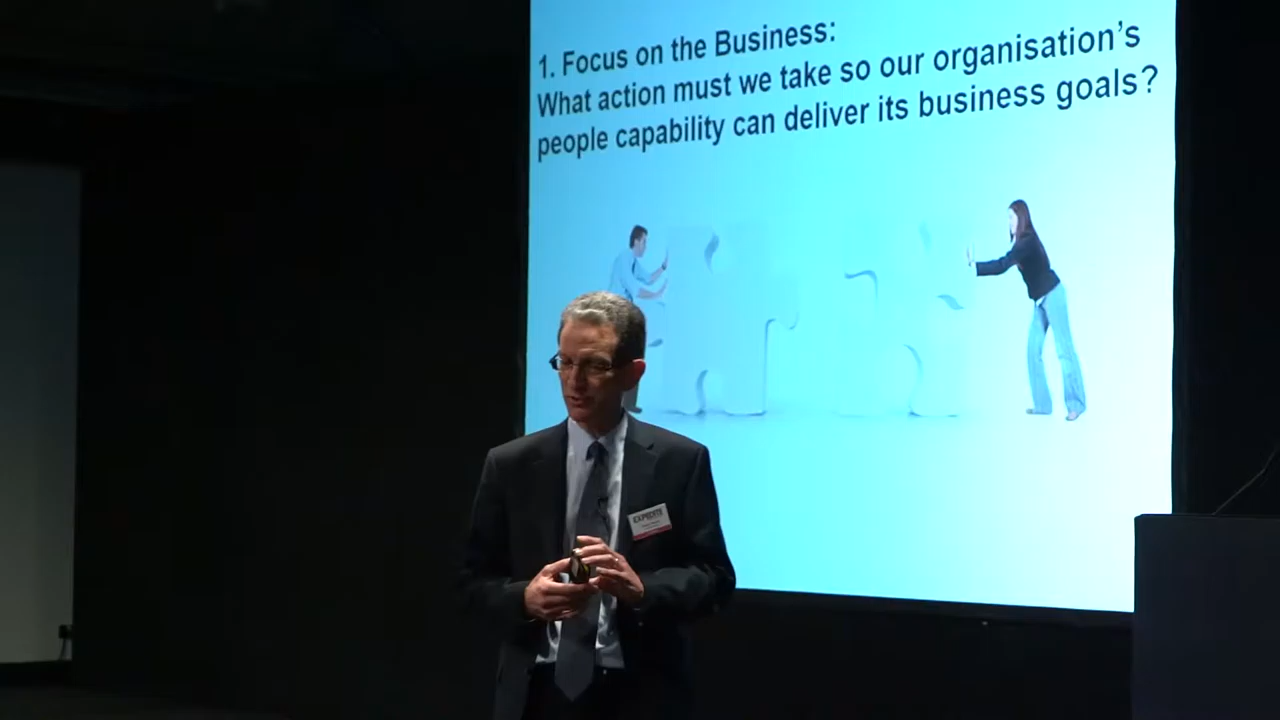 1. Focus on the Business:
What action must we take so our organisation's
people capability can deliver its business goals?
EXPERTS